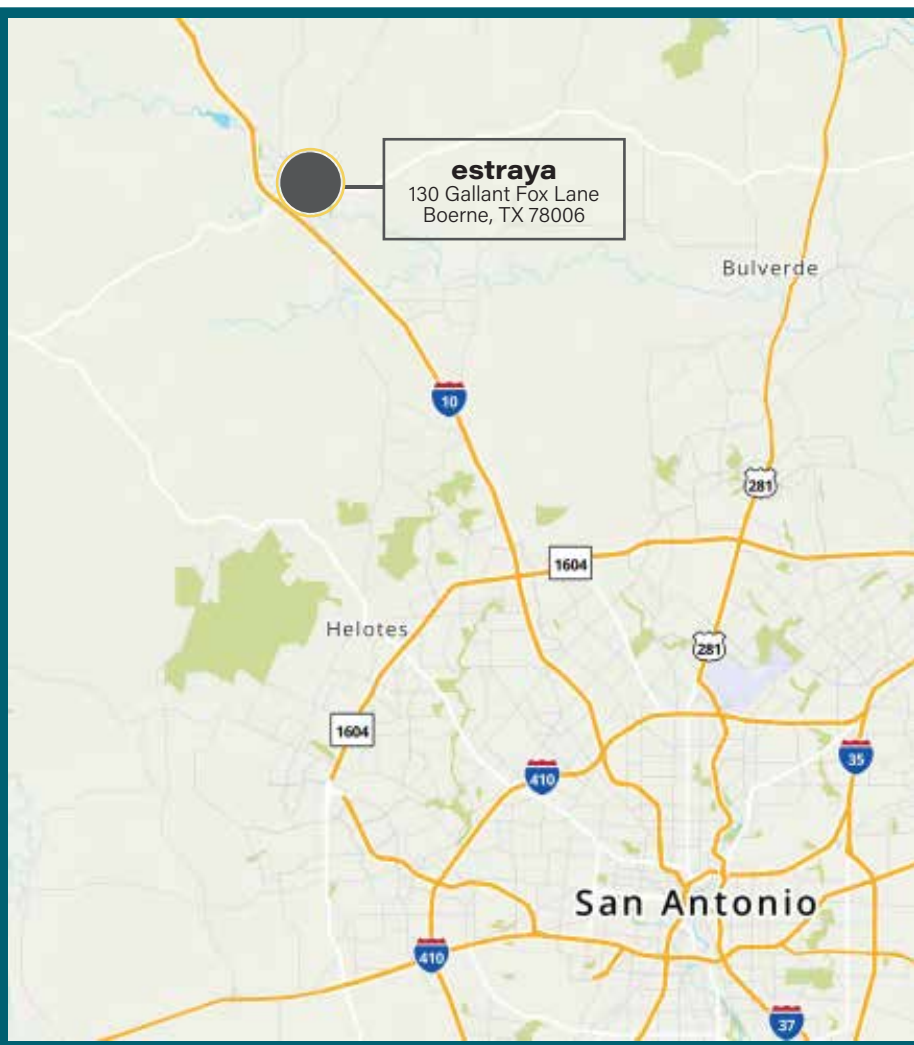 estraya
130 Gallant Fox Lane
Boerne, TX 78006
Bulverde
10
281
1604
Helotes
281
1604
35
410
San Antonio
410
37